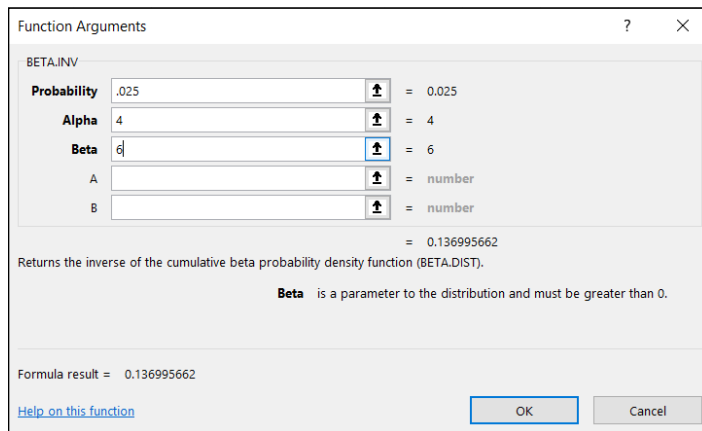 Function Arguments ? ×
BETA.INV
Probability .025 = 0.025
Alpha 4 = 4
Beta 6 = 6
A = number
B = number
= 0.136995662
Returns the inverse of the cumulative beta probability density function (BETA.DIST).
Beta is a parameter to the distribution and must be greater than 0.
Formula result = 0.136995662
Help on this function OK Cancel